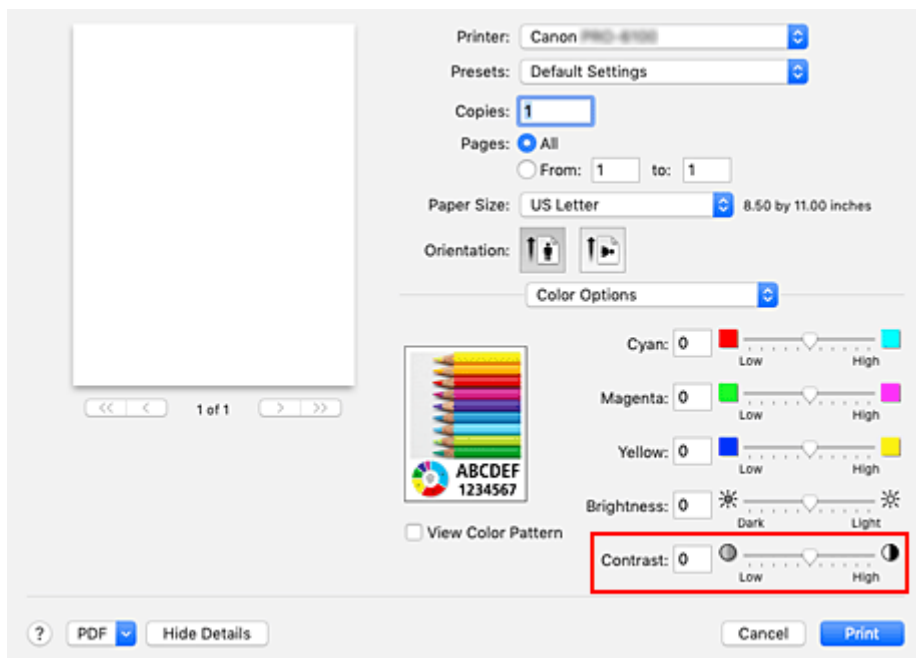 Printer: Canon
Presets: Default Settings
Copies: 1
Pages: All
From: 1 to: 1
Paper Size: US Letter 8.50 by 11.00 inches
Orientation:
Color Options
Cyan: 0
Low High
Magenta: 0
Low High
Yellow: 0
Low High
Brightness: 0
Dark Light
Contrast: 0
Low High
1 of 1
ABCDEF
1234567
View Color Pattern
? PDF Hide Details Cancel Print